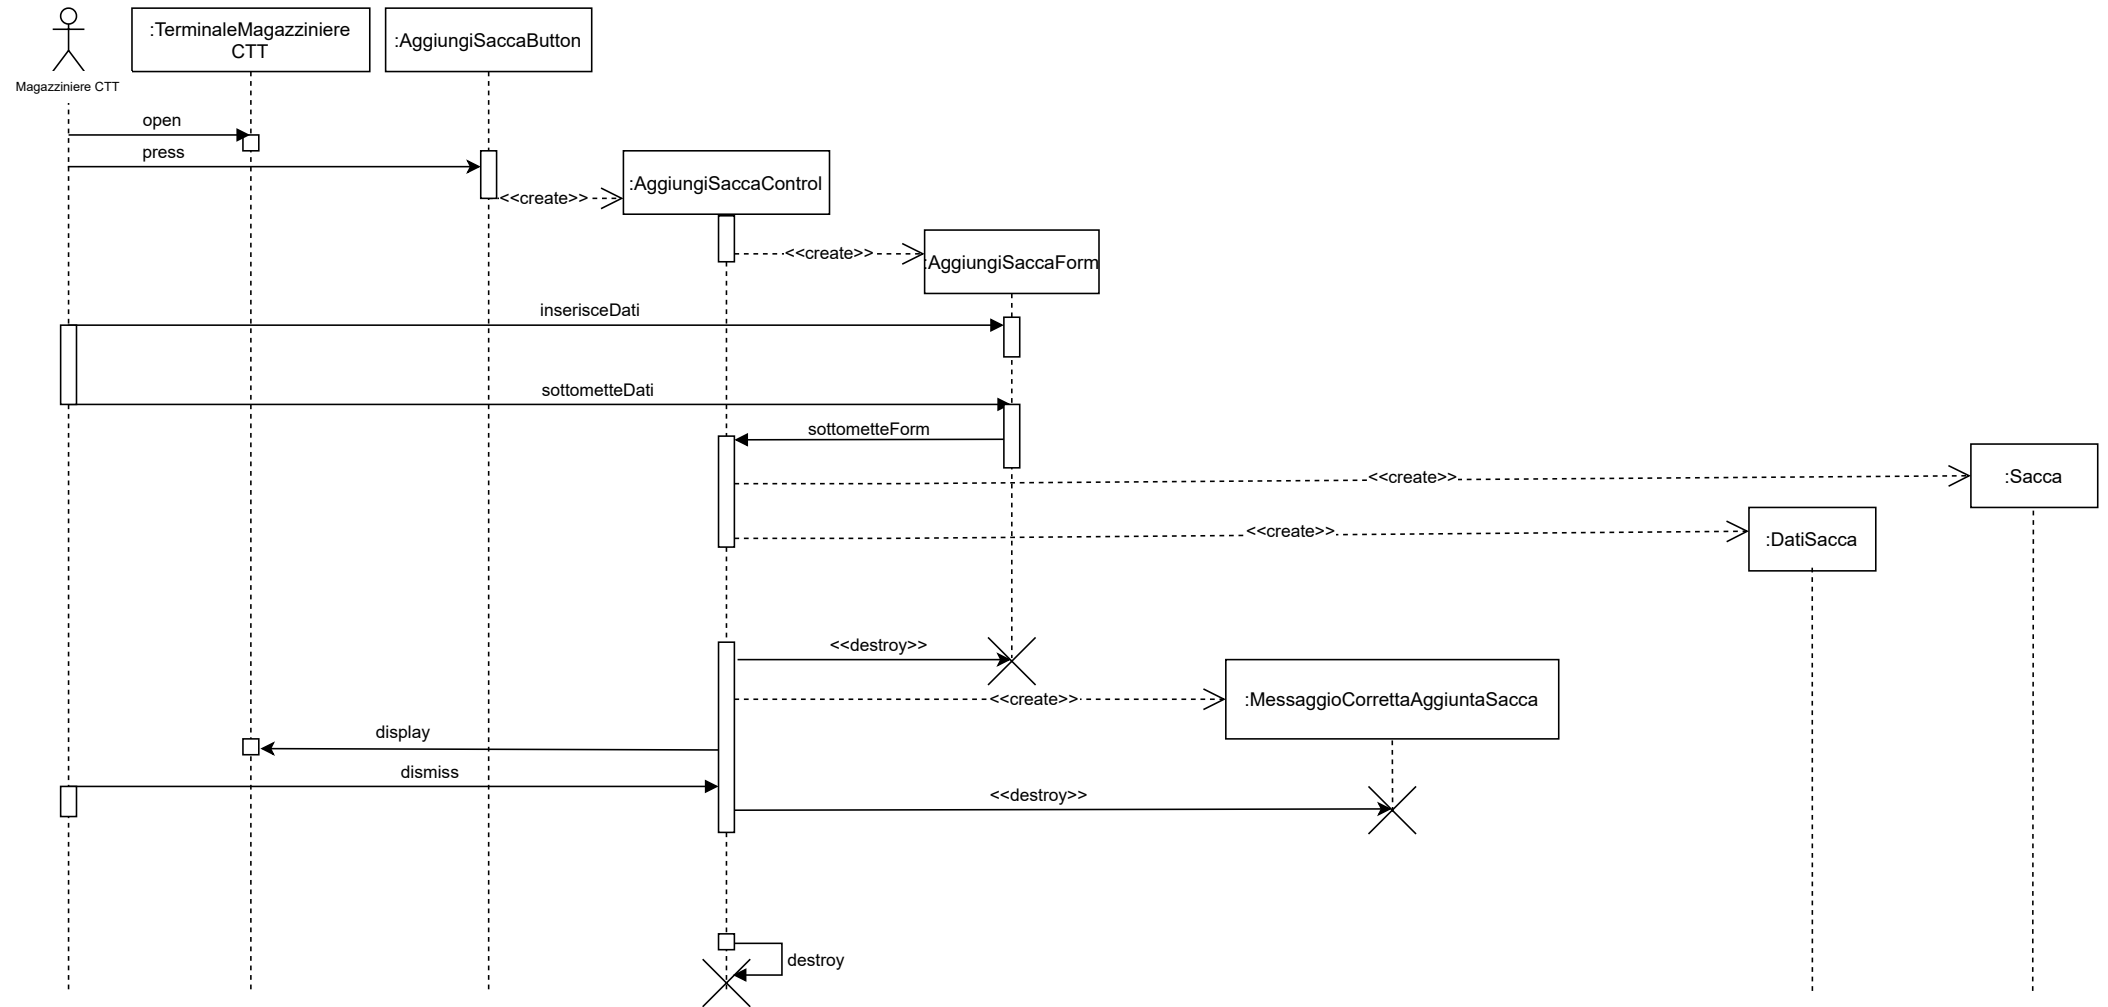 :TerminaleMagazziniere
CTT
:AggiungiSaccaButton
Magazziniere CTT
open
press
:AggiungiSaccaControl
<<create>>
<<create>>
:AggiungiSaccaForm
inserisceDati
sottometteDati
sottometteForm
<<create>>
:Sacca
<<create>>
:DatiSacca
<<destroy>>
<<create>>
:MessaggioCorrettaAggiuntaSacca
display
dismiss
<<destroy>>
destroy